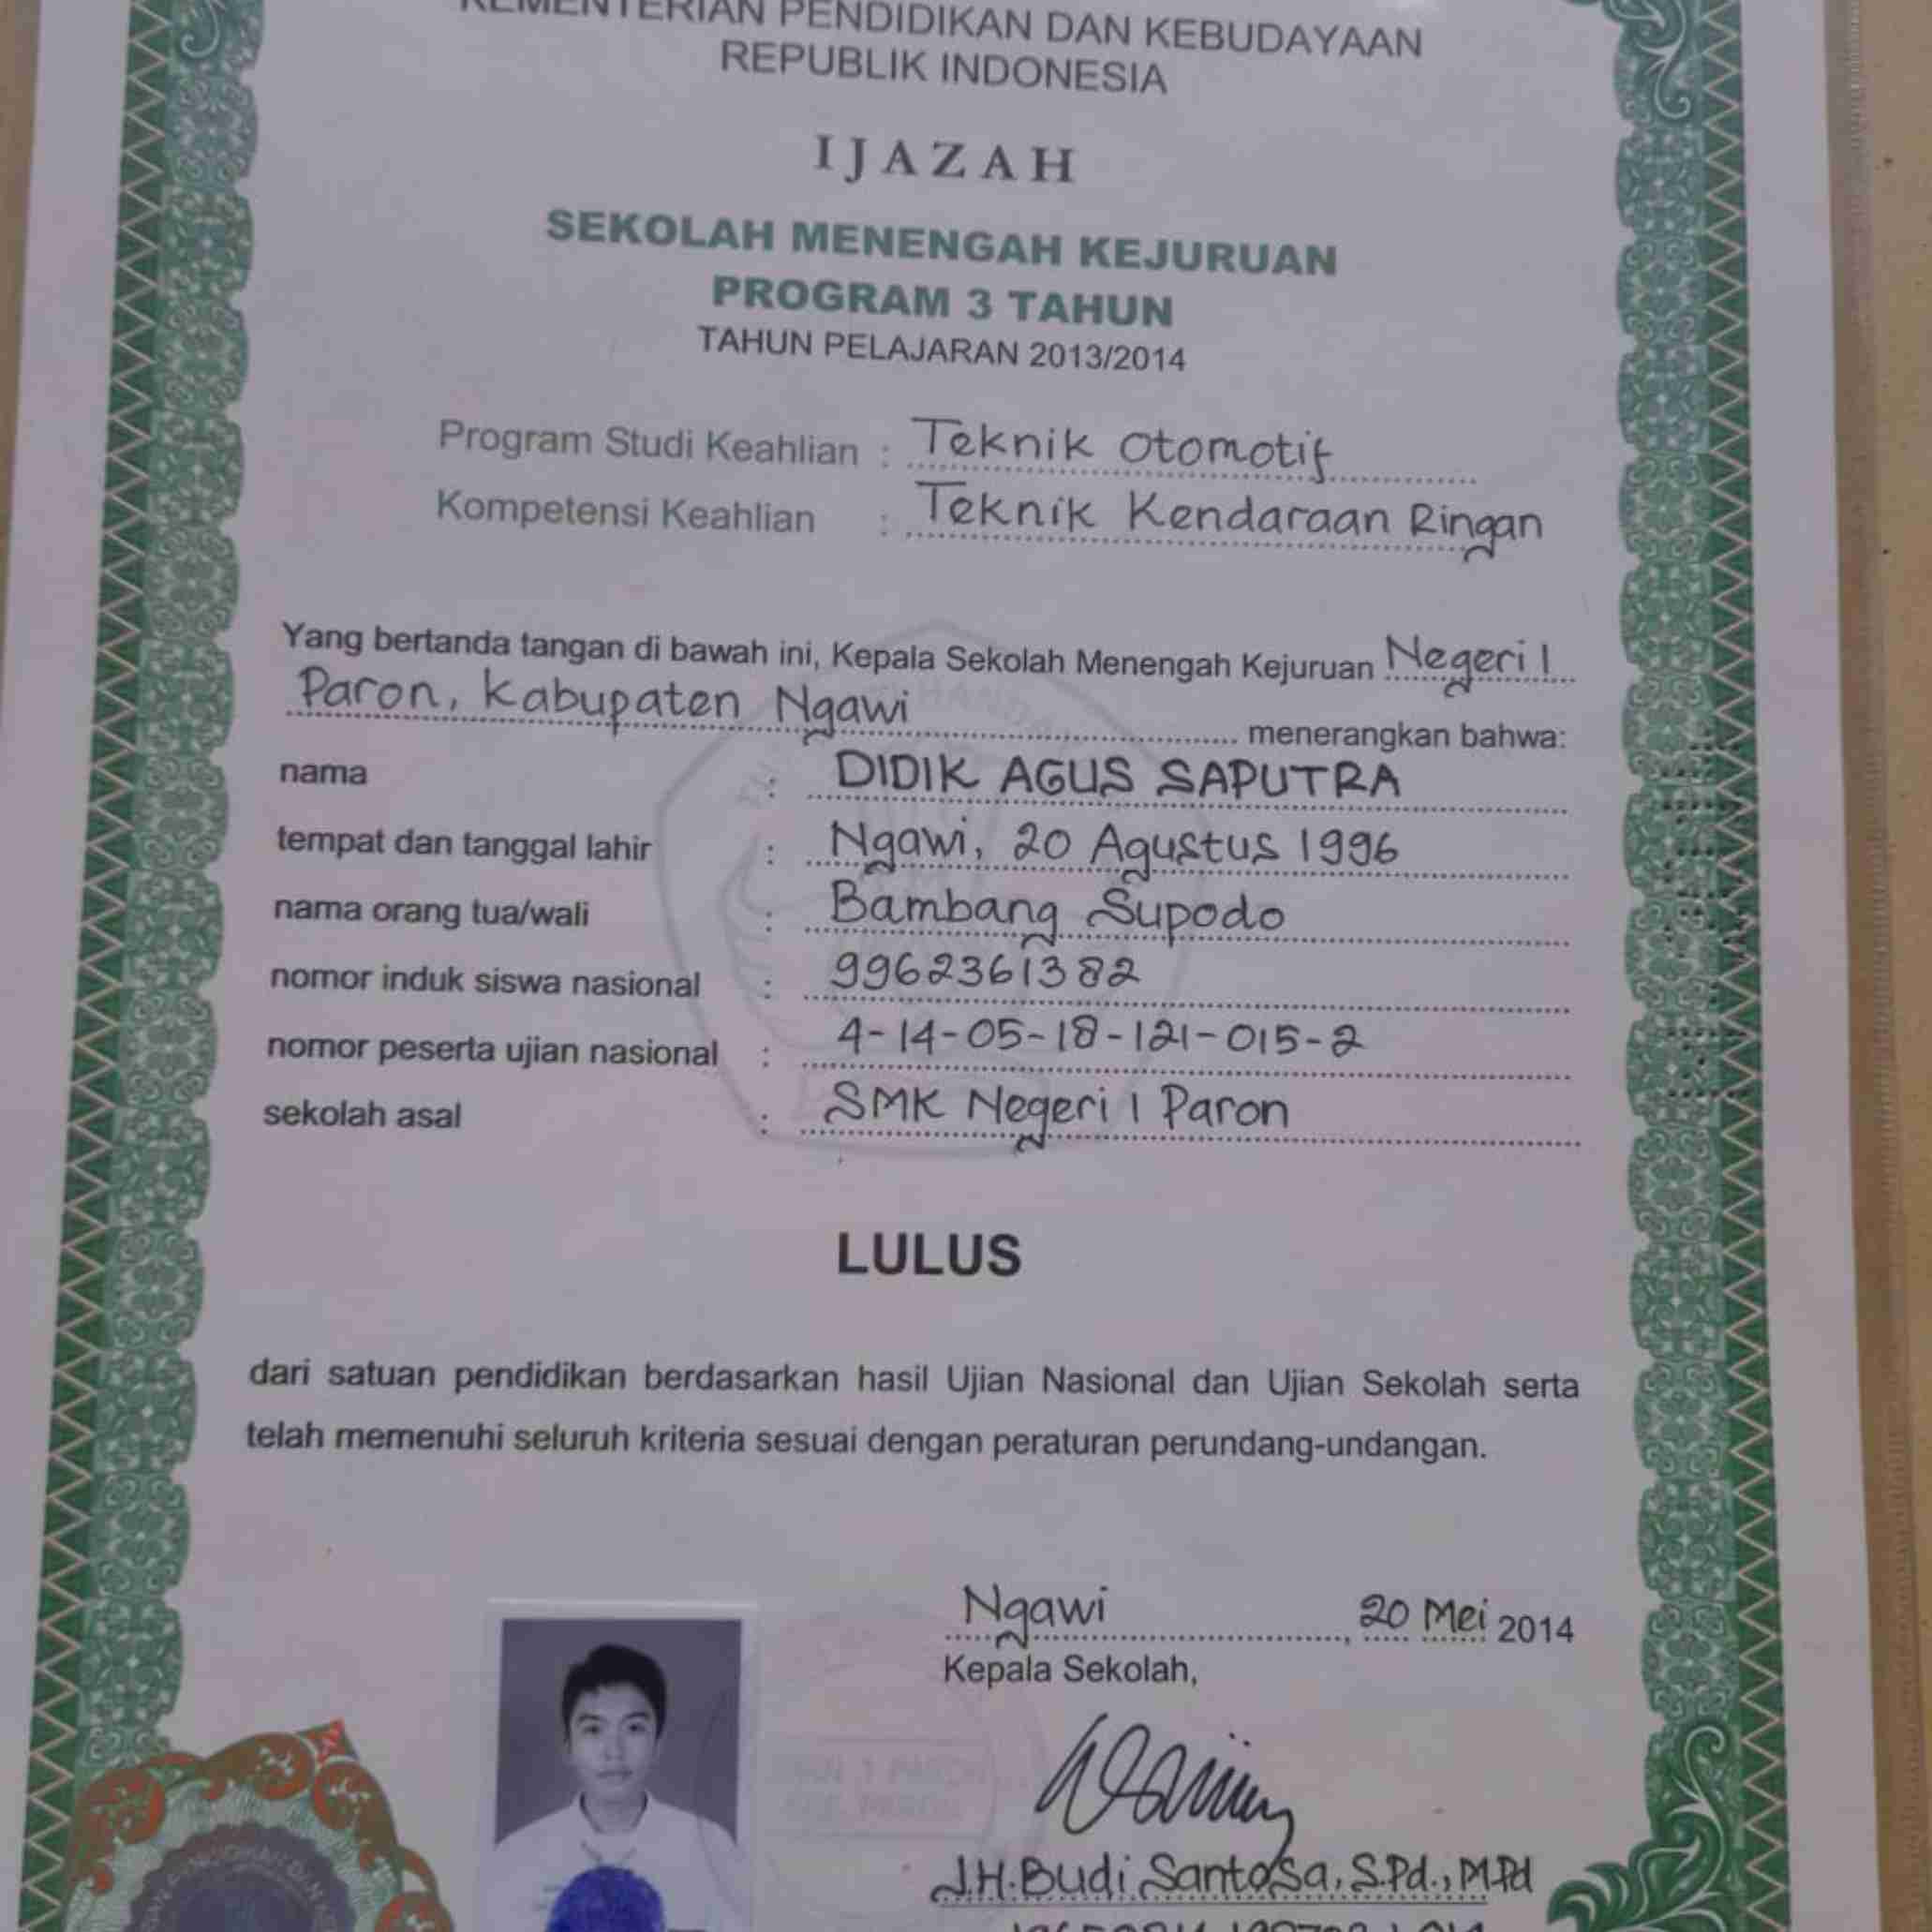 KEMENTERIAN PENDIDIKAN DAN KEBUDAYAAN
REPUBLIK INDONESIA
IJAZAH
SEKOLAH MENENGAH KEJURUAN
PROGRAM 3 TAHUN
TAHUN PELAJARAN 2013/2014
Program Studi Keahlian : Teknik Otomotif
Kompetensi Keahlian : Teknik Kendaraan Ringan
Yang bertanda tangan di bawah ini, Kepala Sekolah Menengah Kejuruan Negeri 1
Paron, Kabupaten Ngawi menerangkan bahwa:
nama : DIDIK AGUS SAPUTRA
tempat dan tanggal lahir : Ngawi, 20 Agustus 1996
nama orang tua/wali : Bambang Supodo
nomor induk siswa nasional : 9962361382
nomor peserta ujian nasional : 4-14-05-18-121-015-2
sekolah asal : SMK Negeri 1 Paron
LULUS
dari satuan pendidikan berdasarkan hasil Ujian Nasional dan Ujian Sekolah serta
telah memenuhi seluruh kriteria sesuai dengan peraturan perundang-undangan.
Ngawi, 20 Mei 2014
Kepala Sekolah,
J.H. Budi Santosa, S.Pd., M.Pd